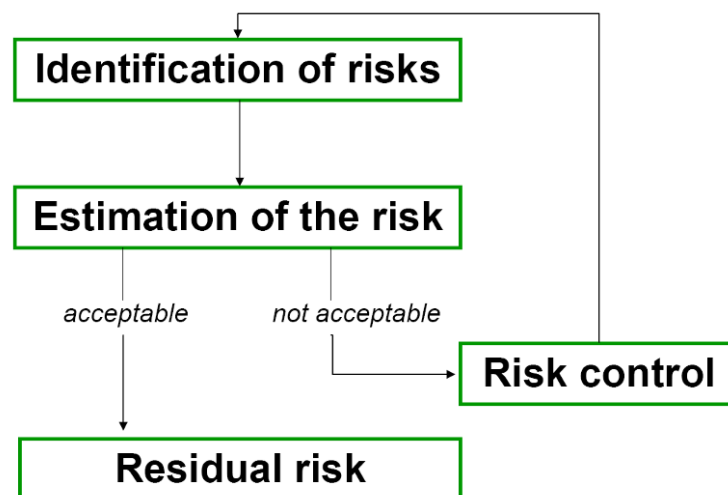 Identification of risks
Estimation of the risk
acceptable
not acceptable
Risk control
Residual risk